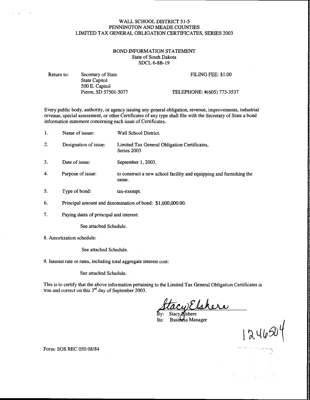 WALL SCHOOL DISTRICT 51-5
PENNINGTON AND MEADE COUNTIES
LIMITED TAX GENERAL OBLIGATION CERTIFICATES, SERIES 2003
BOND INFORMATION STATEMENT
State of South Dakota
SDCL 6-8B-19
Return to: Secretary of State FILING FEE: $1.00
State Capitol
500 E. Capitol
Pierre, SD 57501-5077 TELEPHONE: #(605) 773-3537
Every public body, authority, or agency issuing any general obligation, revenue, improvements, industrial
revenue, special assessment, or other Certificates of any type shall file with the Secretary of State a bond
information statement concerning each issue of Certificates.
1. Name of issuer: Wall School District.
2. Designation of issue: Limited Tax General Obligation Certificates,
Series 2003
3. Date of issue: September 1, 2003.
4. Purpose of issue: to construct a new school facility and equipping and furnishing the
same.
5. Type of bond: tax-exempt.
6. Principal amount and denomination of bond: $1,600,000.00.
7. Paying dates of principal and interest:
See attached Schedule.
8. Amortization schedule:
See attached Schedule.
9. Interest rate or rates, including total aggregate interest cost:
See attached Schedule.
This is to certify that the above information pertaining to the Limited Tax General Obligation Certificates is
true and correct on this 3rd day of September 2003.
Stacy Elshere
By: Stacy Elshere
Its: Business Manager
1246504
Form: SOS REC 050 08/84